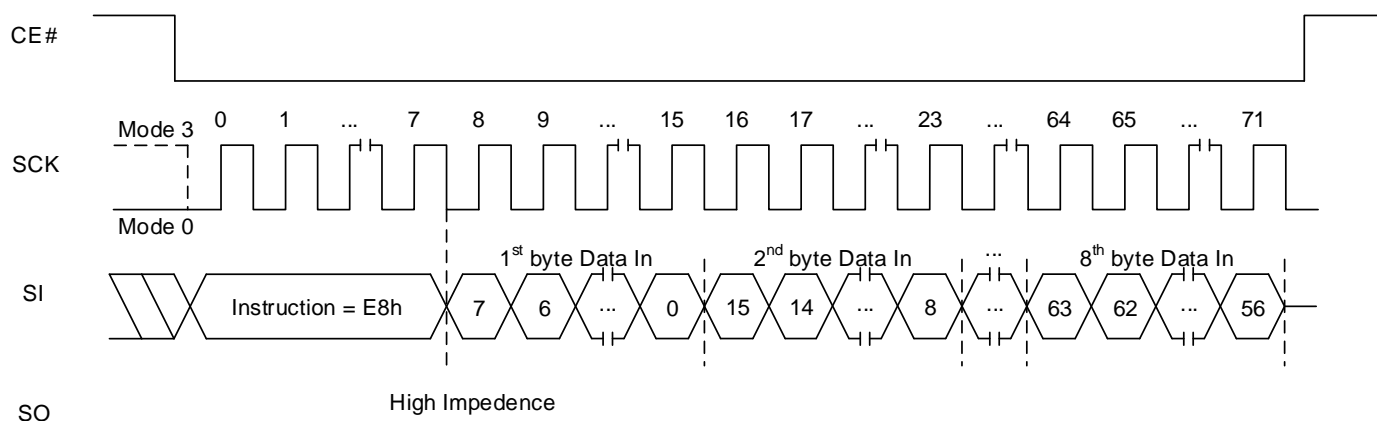 CE#
0 1 ... 7 8 9 ... 15 16 17 ... 23 ... 64 65 ... 71
Mode 3
SCK
Mode 0
1st byte Data In 2nd byte Data In ... 8th byte Data In
SI Instruction = E8h 7 6 ... 0 15 14 ... 8 ... 63 62 ... 56
High Impedence
SO